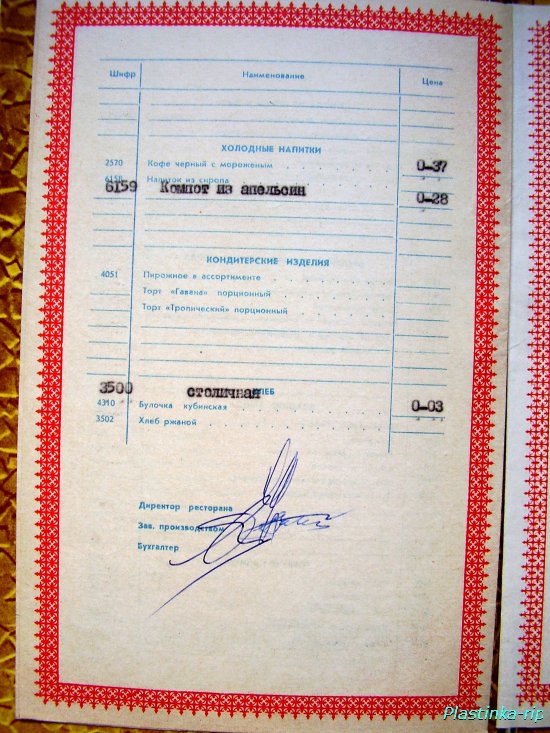 Шифр Наименование Цена
ХОЛОДНЫЕ НАПИТКИ
2570 Кофе черный с мороженым 0-37
6158 Напиток из сиропа
6159 Компот из апельсин 0-28
КОНДИТЕРСКИЕ ИЗДЕЛИЯ
4051 Пирожное в ассортименте
Торт «Гавана» порционный
Торт «Тропический» порционный
ХЛЕБ
3500 столичная
4310 Булочка кубинская 0-03
3502 Хлеб ржаной
Директор ресторана
Зав. производством
Бухгалтер
Plastinka-rip